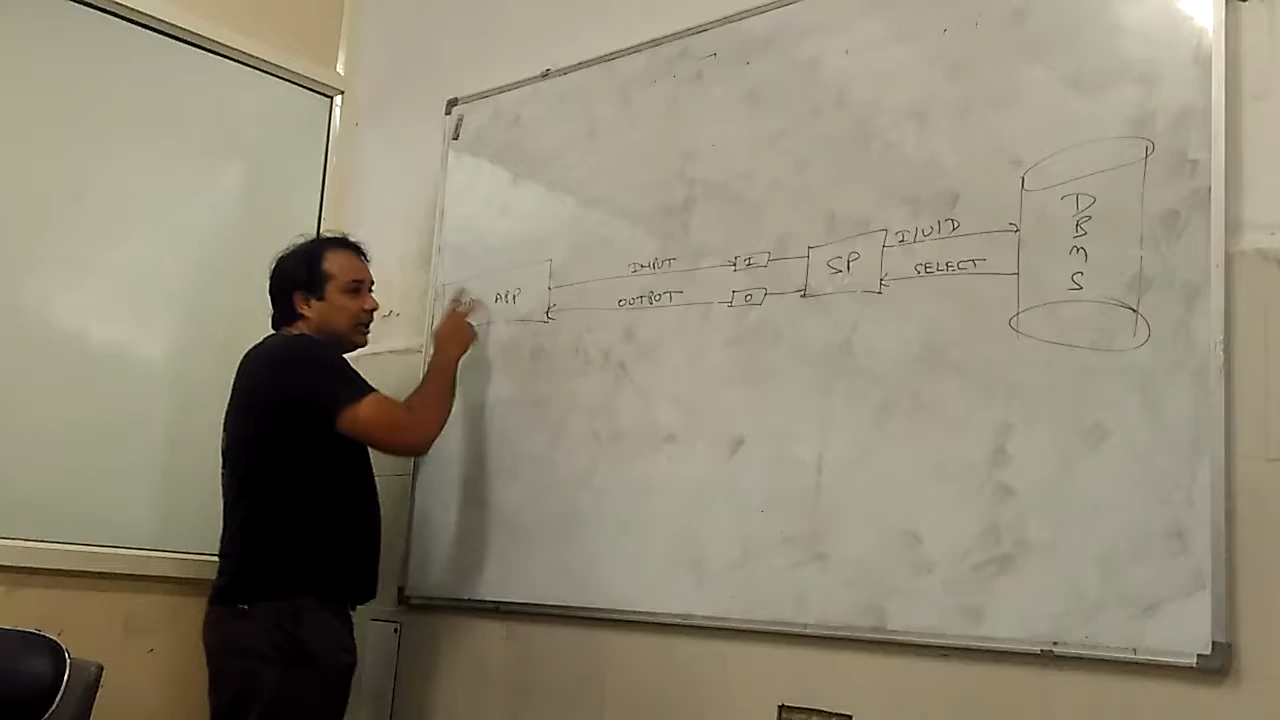 APP
INPUT
I
OUTPUT
O
SP
I/U/D
SELECT
DBMS